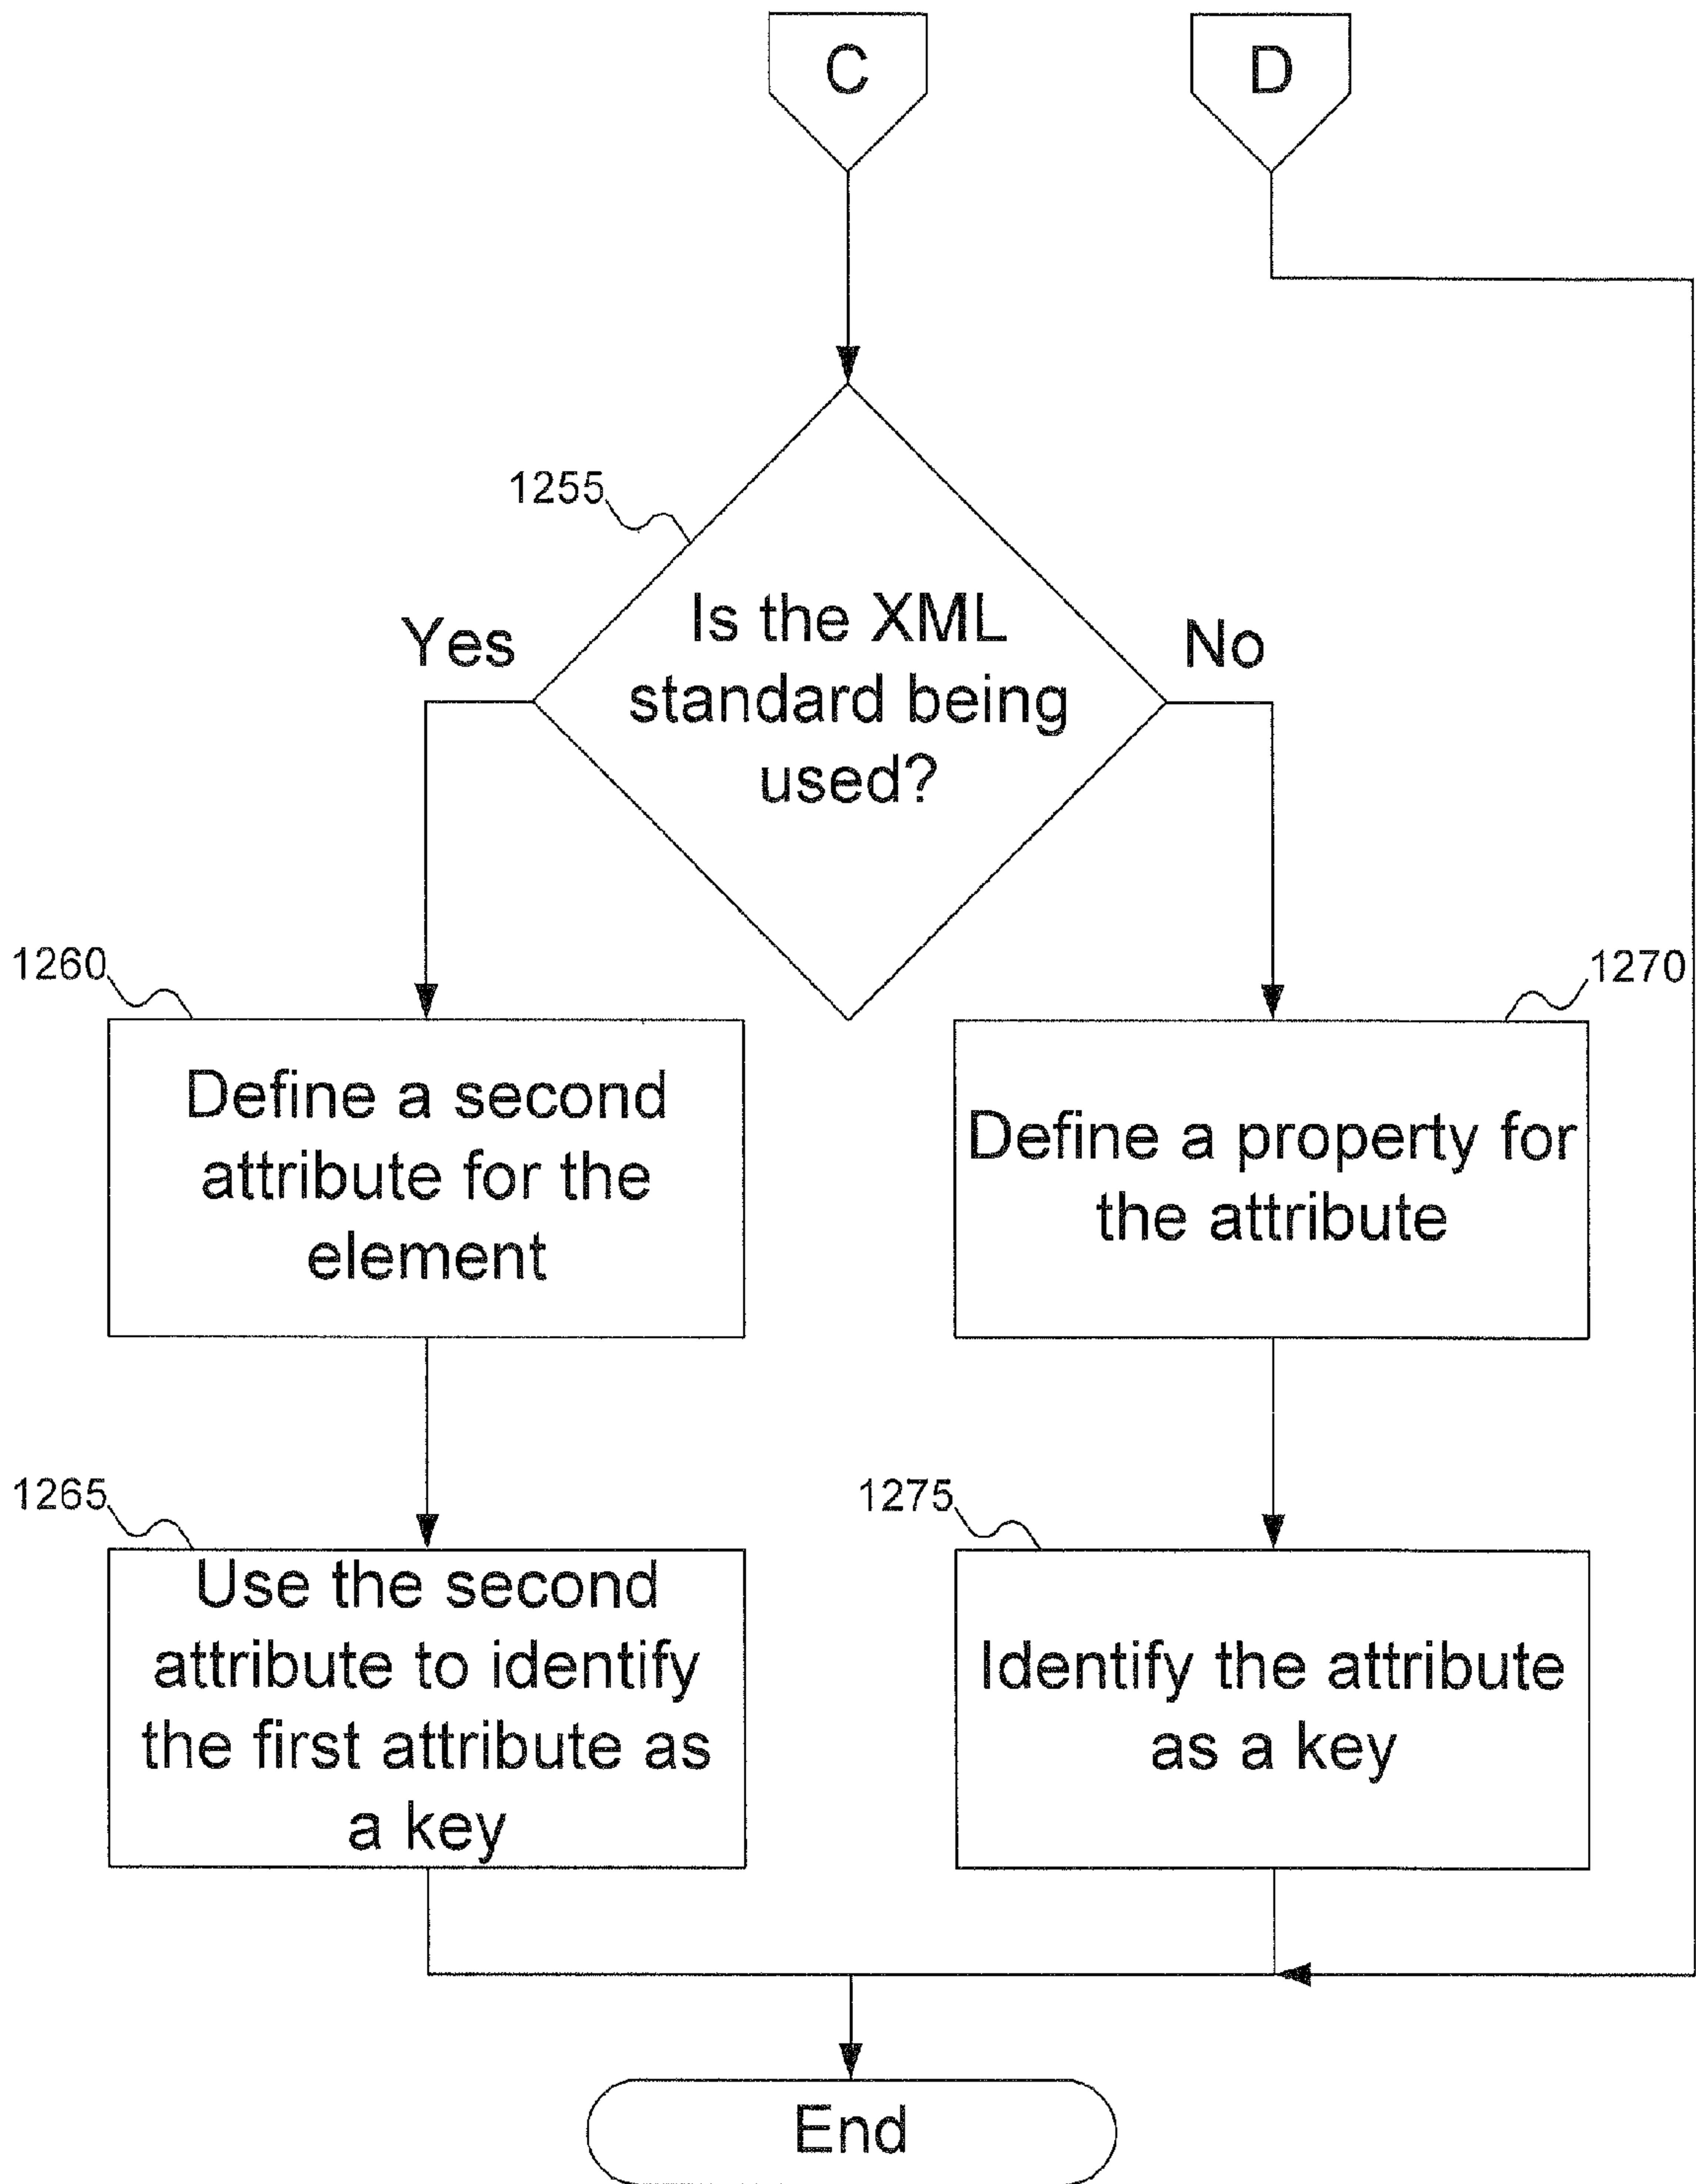 C
D
1255
Yes
Is the XML
standard being
used?
No
1260
Define a second
attribute for the
element
1270
Define a property for
the attribute
1265
Use the second
attribute to identify
the first attribute as
a key
1275
Identify the attribute
as a key
End